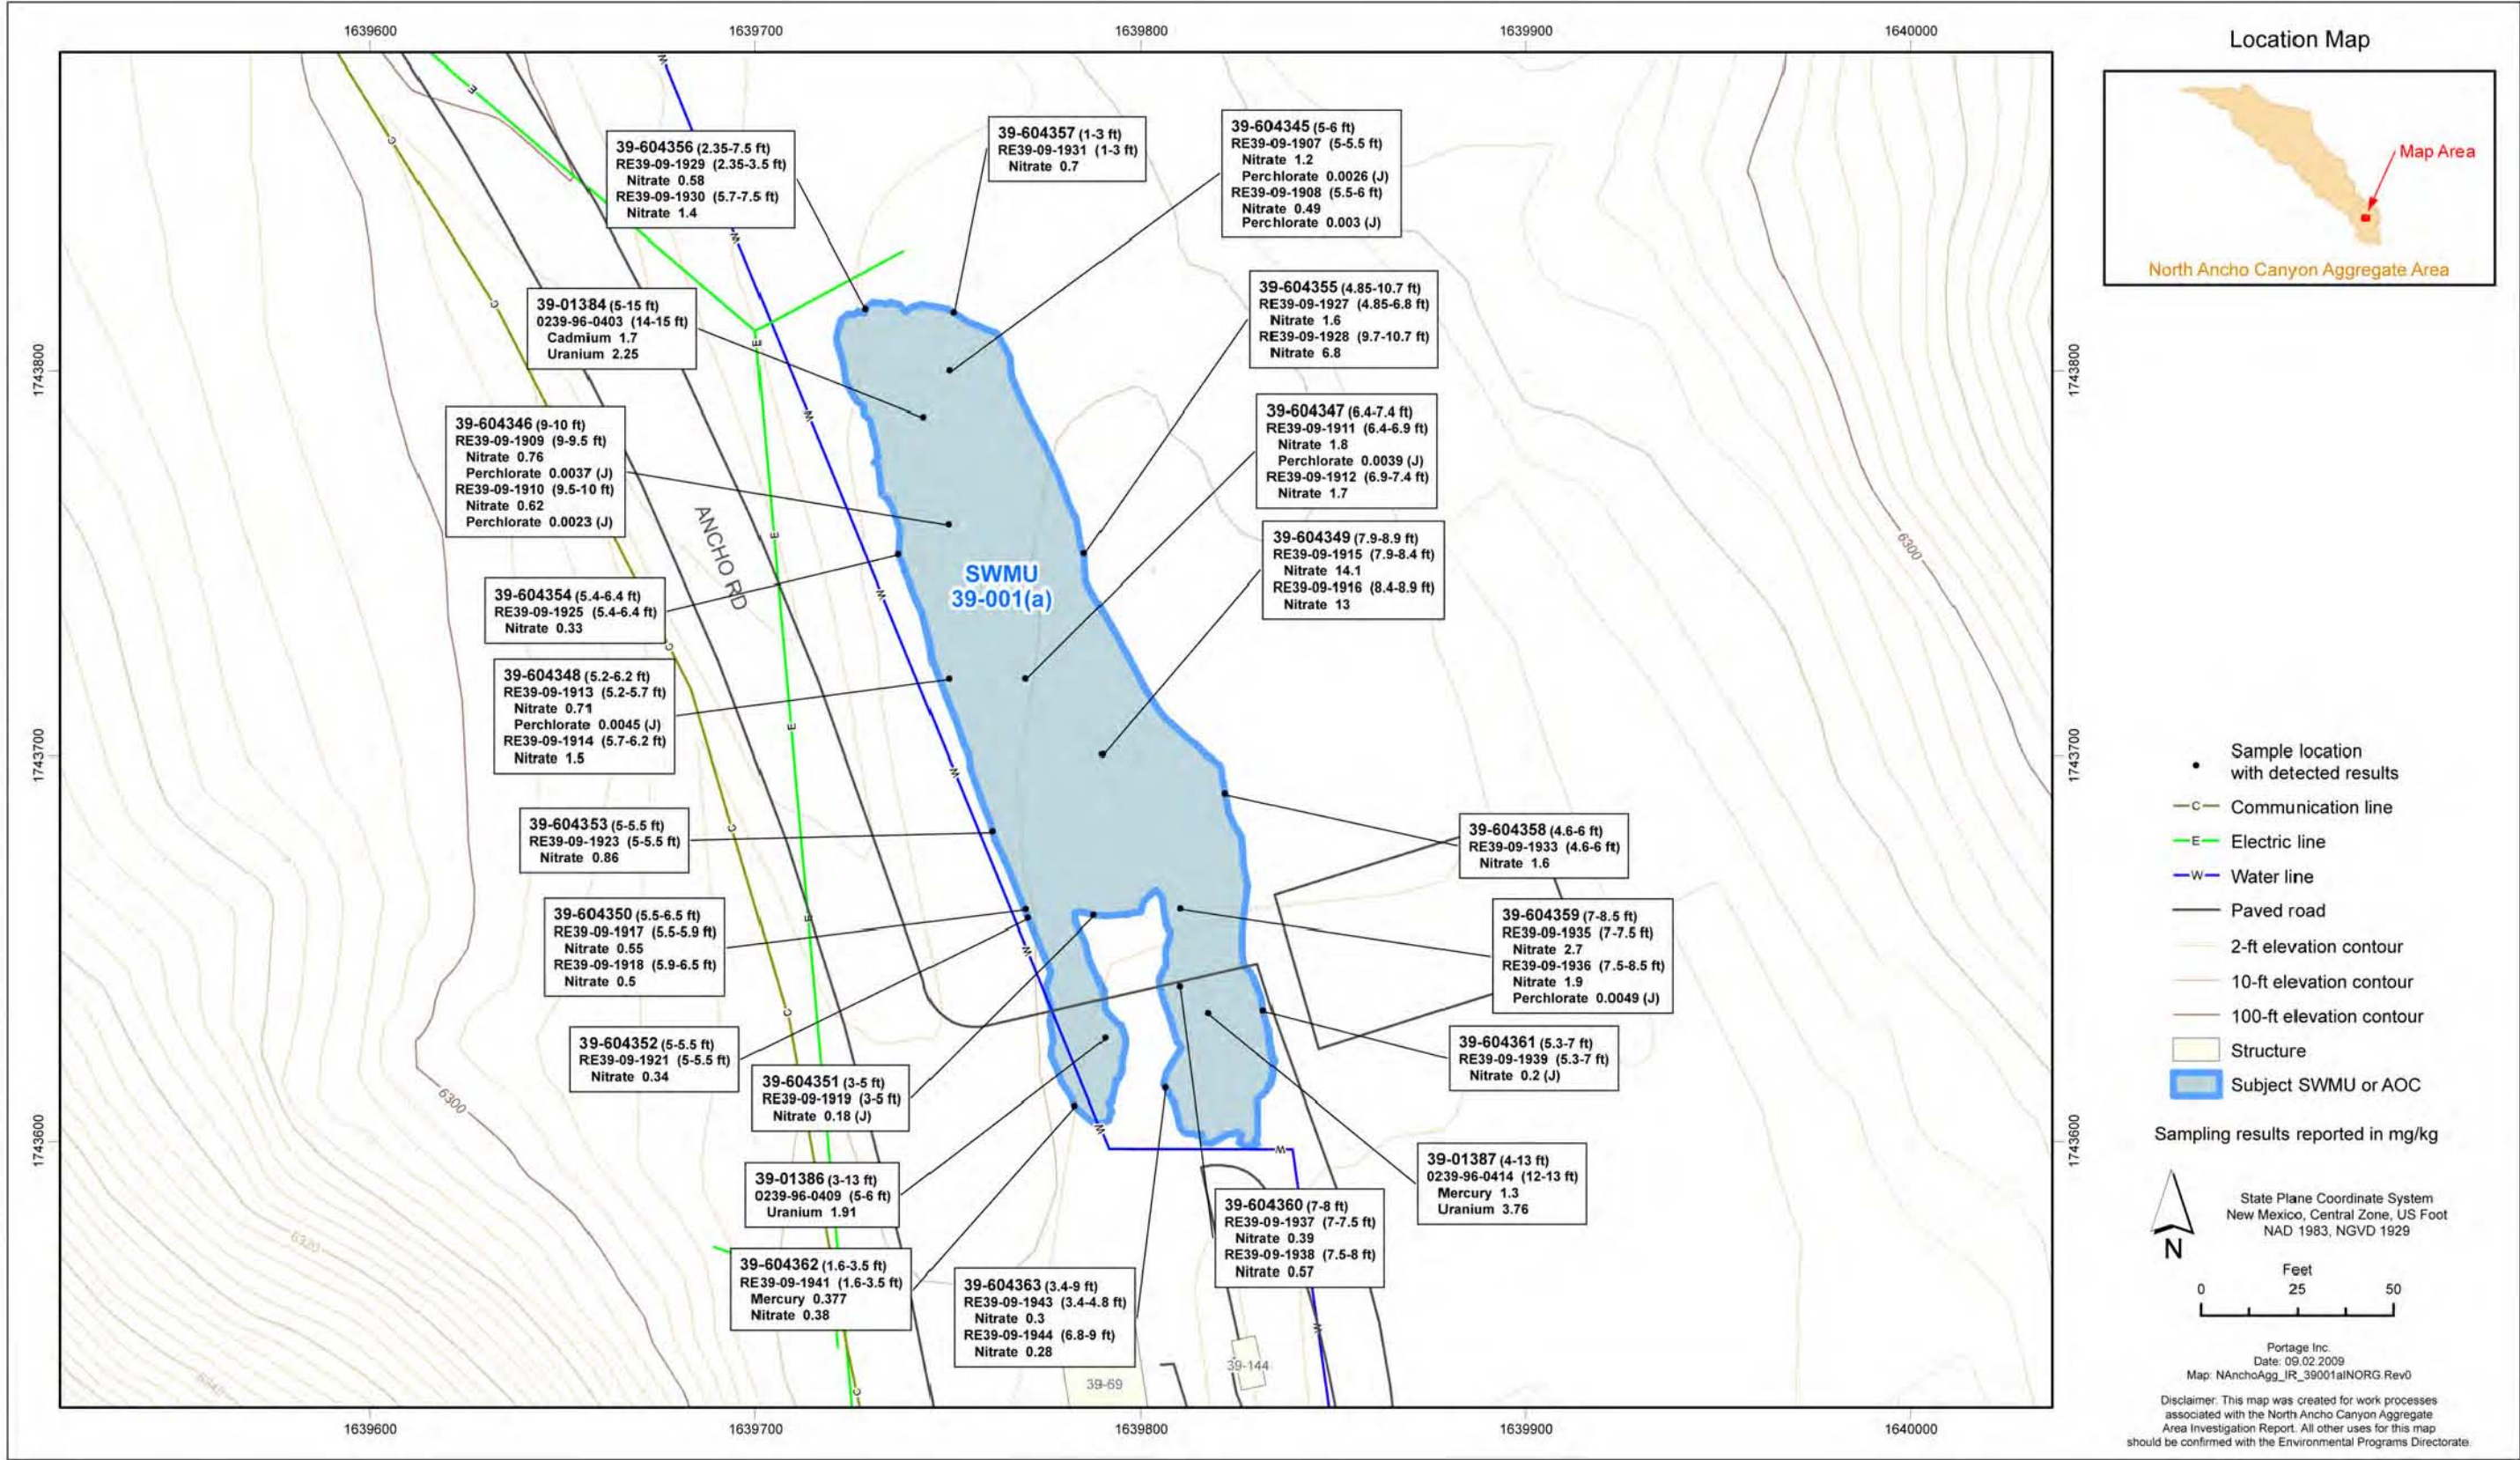 1639600
1639700
1639800
1639900
1640000
Location Map
Map Area
North Ancho Canyon Aggregate Area
39-604356 (2.35-7.5 ft)
RE39-09-1929 (2.35-3.5 ft)
Nitrate 0.58
RE39-09-1930 (5.7-7.5 ft)
Nitrate 1.4
39-604357 (1-3 ft)
RE39-09-1931 (1-3 ft)
Nitrate 0.7
39-604345 (5-6 ft)
RE39-09-1907 (5-5.5 ft)
Nitrate 1.2
Perchlorate 0.0026 (J)
RE39-09-1908 (5.5-6 ft)
Nitrate 0.49
Perchlorate 0.003 (J)
39-01384 (5-15 ft)
0239-96-0403 (14-15 ft)
Cadmium 1.7
Uranium 2.25
39-604355 (4.85-10.7 ft)
RE39-09-1927 (4.85-6.8 ft)
Nitrate 1.6
RE39-09-1928 (9.7-10.7 ft)
Nitrate 6.8
39-604346 (9-10 ft)
RE39-09-1909 (9-9.5 ft)
Nitrate 0.76
Perchlorate 0.0037 (J)
RE39-09-1910 (9.5-10 ft)
Nitrate 0.62
Perchlorate 0.0023 (J)
39-604347 (6.4-7.4 ft)
RE39-09-1911 (6.4-6.9 ft)
Nitrate 1.8
Perchlorate 0.0039 (J)
RE39-09-1912 (6.9-7.4 ft)
Nitrate 1.7
39-604349 (7.9-8.9 ft)
RE39-09-1915 (7.9-8.4 ft)
Nitrate 14.1
RE39-09-1916 (8.4-8.9 ft)
Nitrate 13
ANCHO RD
SWMU
39-001(a)
39-604354 (5.4-6.4 ft)
RE39-09-1925 (5.4-6.4 ft)
Nitrate 0.33
39-604348 (5.2-6.2 ft)
RE39-09-1913 (5.2-5.7 ft)
Nitrate 0.71
Perchlorate 0.0045 (J)
RE39-09-1914 (5.7-6.2 ft)
Nitrate 1.5
39-604353 (5-5.5 ft)
RE39-09-1923 (5-5.5 ft)
Nitrate 0.86
39-604358 (4.6-6 ft)
RE39-09-1933 (4.6-6 ft)
Nitrate 1.6
39-604350 (5.5-6.5 ft)
RE39-09-1917 (5.5-5.9 ft)
Nitrate 0.55
RE39-09-1918 (5.9-6.5 ft)
Nitrate 0.5
39-604359 (7-8.5 ft)
RE39-09-1935 (7-7.5 ft)
Nitrate 2.7
RE39-09-1936 (7.5-8.5 ft)
Nitrate 1.9
Perchlorate 0.0049 (J)
39-604352 (5-5.5 ft)
RE39-09-1921 (5-5.5 ft)
Nitrate 0.34
39-604351 (3-5 ft)
RE39-09-1919 (3-5 ft)
Nitrate 0.18 (J)
39-604361 (5.3-7 ft)
RE39-09-1939 (5.3-7 ft)
Nitrate 0.2 (J)
39-01386 (3-13 ft)
0239-96-0409 (5-6 ft)
Uranium 1.91
39-01387 (4-13 ft)
0239-96-0414 (12-13 ft)
Mercury 1.3
Uranium 3.76
39-604360 (7-8 ft)
RE39-09-1937 (7-7.5 ft)
Nitrate 0.39
RE39-09-1938 (7.5-8 ft)
Nitrate 0.57
39-604362 (1.6-3.5 ft)
RE39-09-1941 (1.6-3.5 ft)
Mercury 0.377
Nitrate 0.38
39-604363 (3.4-9 ft)
RE39-09-1943 (3.4-4.8 ft)
Nitrate 0.3
RE39-09-1944 (6.8-9 ft)
Nitrate 0.28
39-69
39-144
6300
6300
6320
6340
1743800
1743700
1743600
1743800
1743700
1743600
1639600
1639700
1639800
1639900
1640000
Sample location
with detected results
C Communication line
E Electric line
W Water line
Paved road
2-ft elevation contour
10-ft elevation contour
100-ft elevation contour
Structure
Subject SWMU or AOC
Sampling results reported in mg/kg
N
State Plane Coordinate System
New Mexico, Central Zone, US Foot
NAD 1983, NGVD 1929
Feet
0 25 50
Portage Inc.
Date: 09.02.2009
Map: NAnchoAgg_IR_39001aINORG.Rev0
Disclaimer: This map was created for work processes
associated with the North Ancho Canyon Aggregate
Area Investigation Report. All other uses for this map
should be confirmed with the Environmental Programs Directorate.